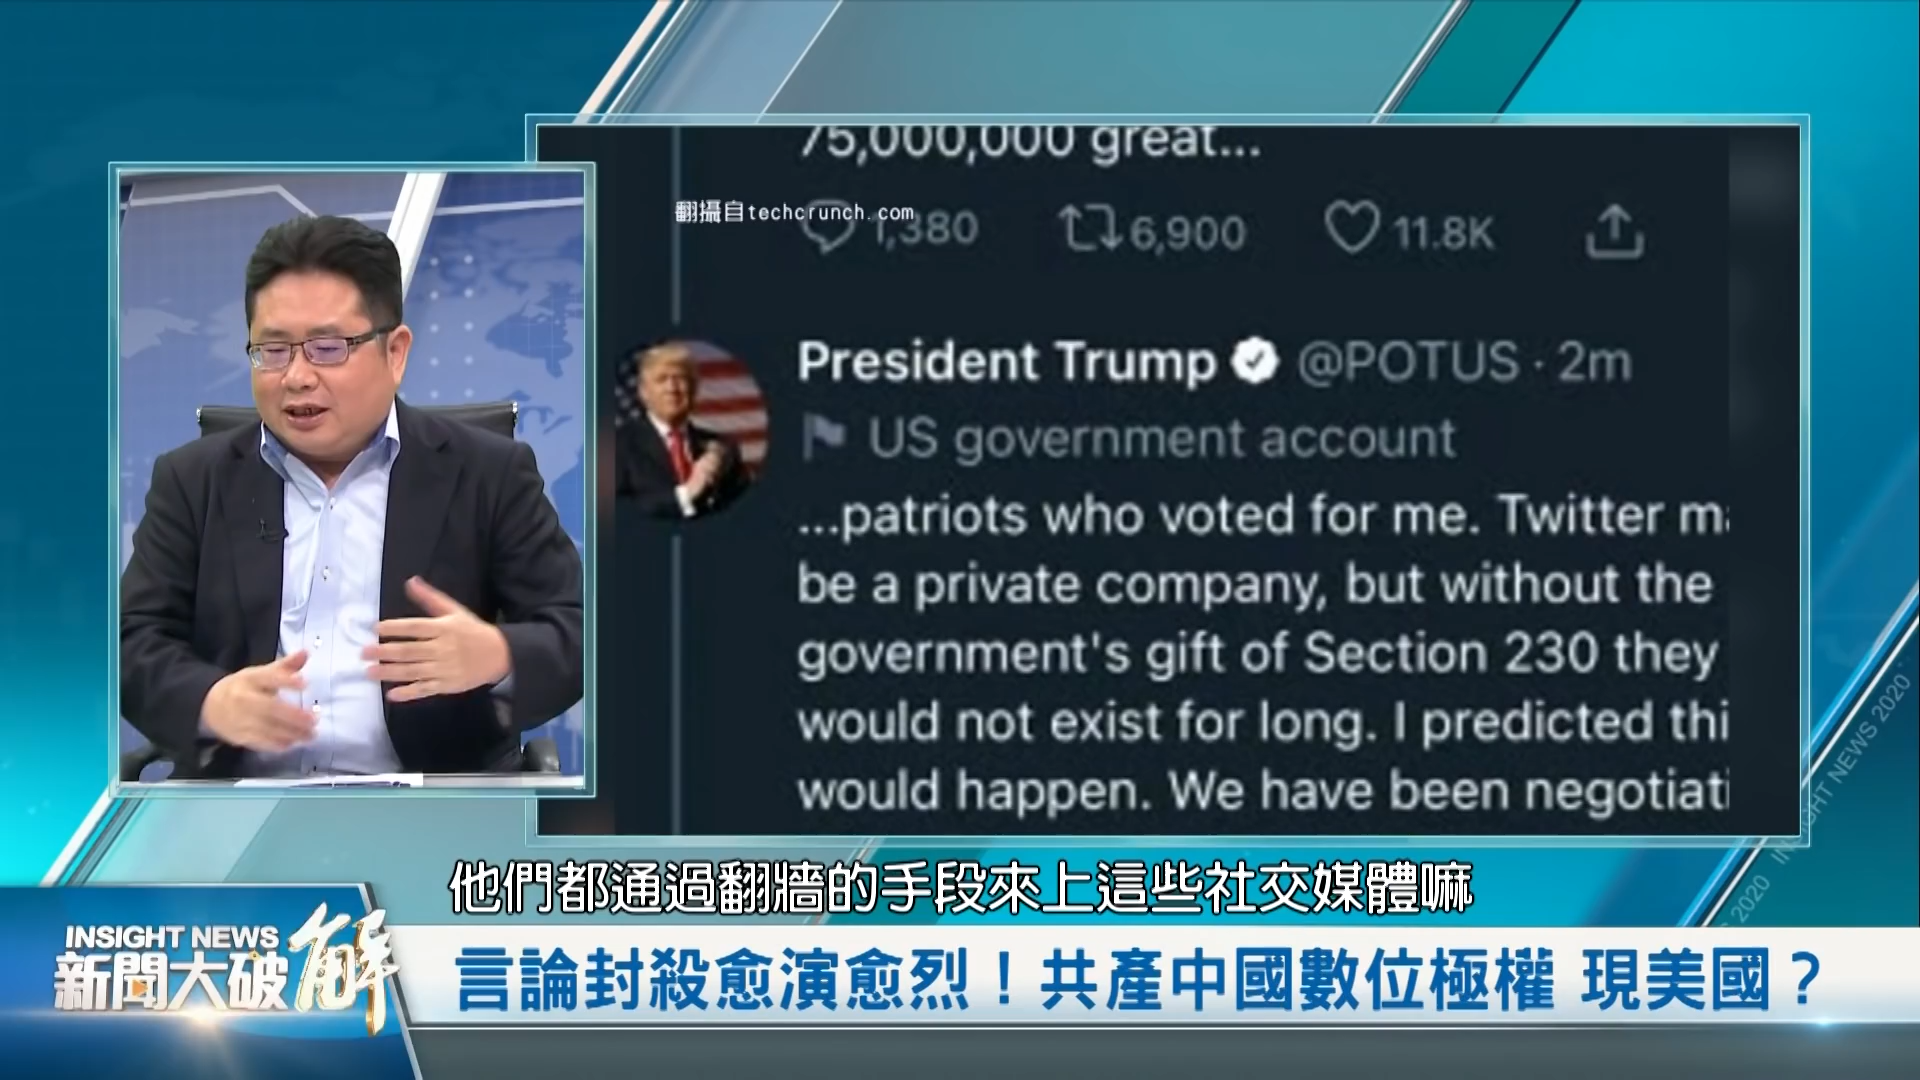 75,000,000 great...
翻攝自techcrunch.com
1,380 6,900 11.8K
President Trump @POTUS · 2m
US government account
...patriots who voted for me. Twitter ma
be a private company, but without the
government's gift of Section 230 they
would not exist for long. I predicted thi
would happen. We have been negotiati
他們都通過翻牆的手段來上這些社交媒體嘛
INSIGHT NEWS
新聞大破解
言論封殺愈演愈烈！共產中國數位極權 現美國？
INSIGHT NEWS 2020
2020